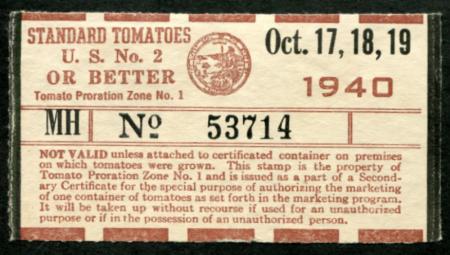 STANDARD TOMATOES
U. S. No. 2
OR BETTER
Tomato Proration Zone No. 1
Oct. 17, 18, 19
1940
MH No 53714
NOT VALID unless attached to certificated container on premises
on which tomatoes were grown. This stamp is the property of
Tomato Proration Zone No. 1 and is issued as a part of a Second-
ary Certificate for the special purpose of authorizing the marketing
of one container of tomatoes as set forth in the marketing program.
It will be taken up without recourse if used for an unauthorized
purpose or if in the possession of an unauthorized person.